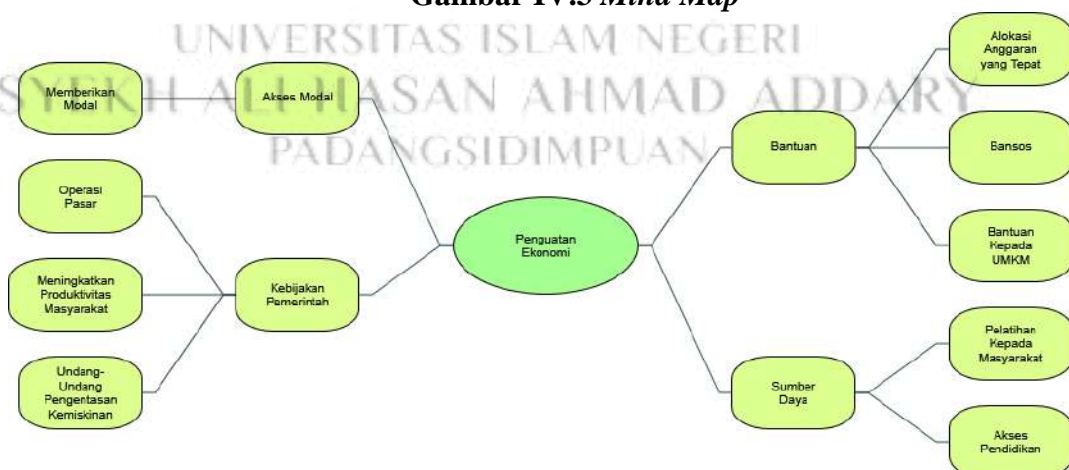 Gambar IV.3 Mind Map
UNIVERSITAS ISLAM NEGERI
SYEKH ALI HASAN AHMAD ADDARY
PADANGSIDIMPUAN
Memberikan
Modal
Akses Modal
Operasi
Pasar
Meningkatkan
Produktivitas
Masyarakat
Kebijakan
Pemerintah
Undang-
Undang
Pengentasan
Kemiskinan
Penguatan
Ekonomi
Bantuan
Alokasi
Anggaran
yang Tepat
Bansos
Bantuan
Kepada
UMKM
Sumber
Daya
Pelatihan
Kepada
Masyarakat
Akses
Pendidikan